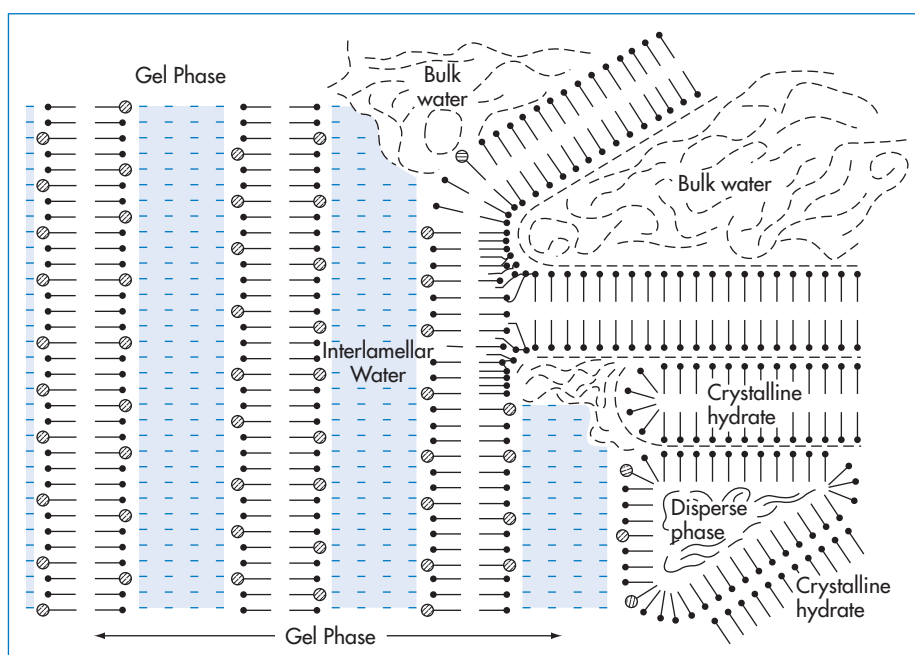 Gel Phase
Bulk
water
Bulk water
Interlamellar
Water
Crystalline
hydrate
Disperse
phase
Crystalline
hydrate
Gel Phase